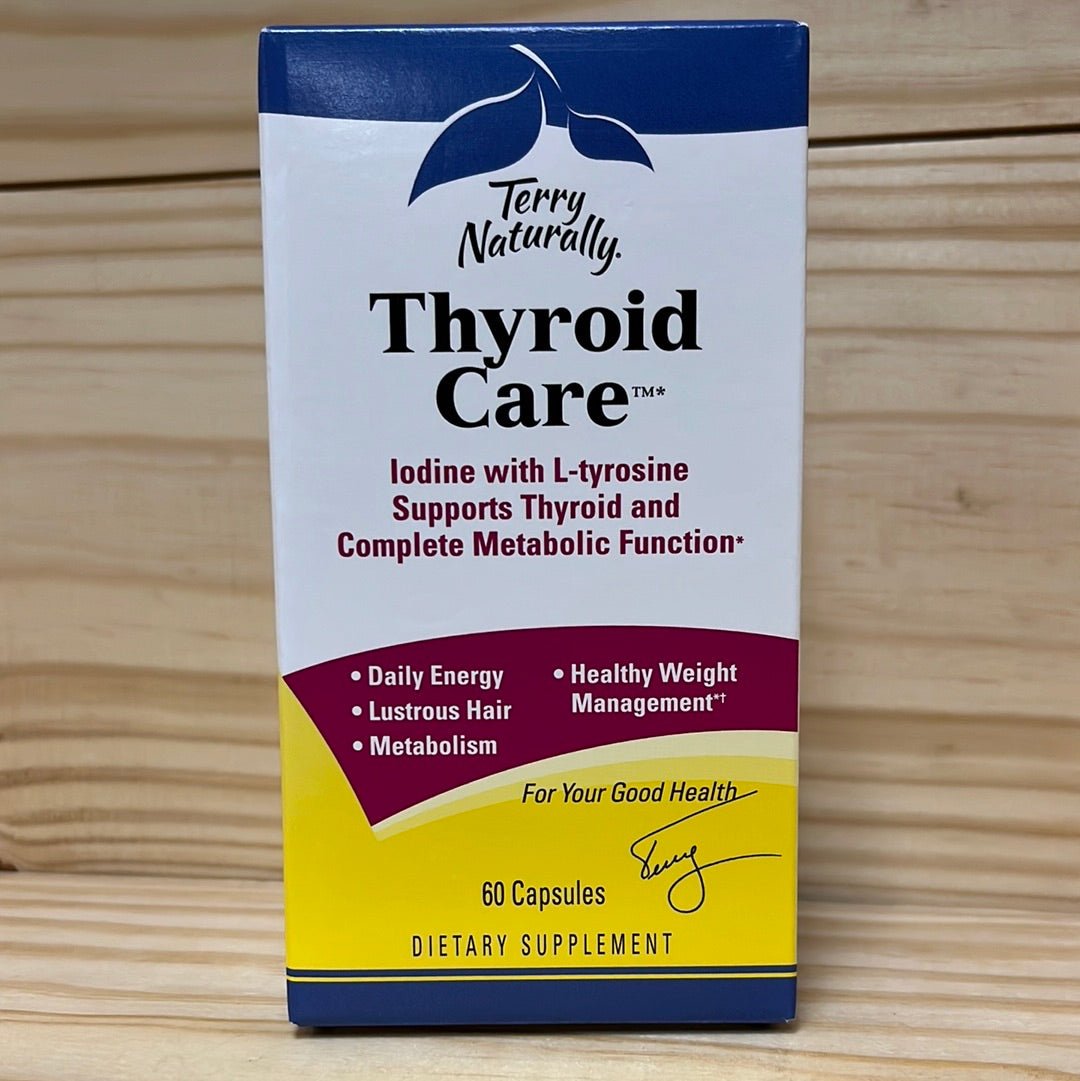 Terry
Naturally.
Thyroid
Care™*
Iodine with L-tyrosine
Supports Thyroid and
Complete Metabolic Function*
• Daily Energy
• Lustrous Hair
• Metabolism
• Healthy Weight
Management*†
For Your Good Health
Terry
60 Capsules
DIETARY SUPPLEMENT